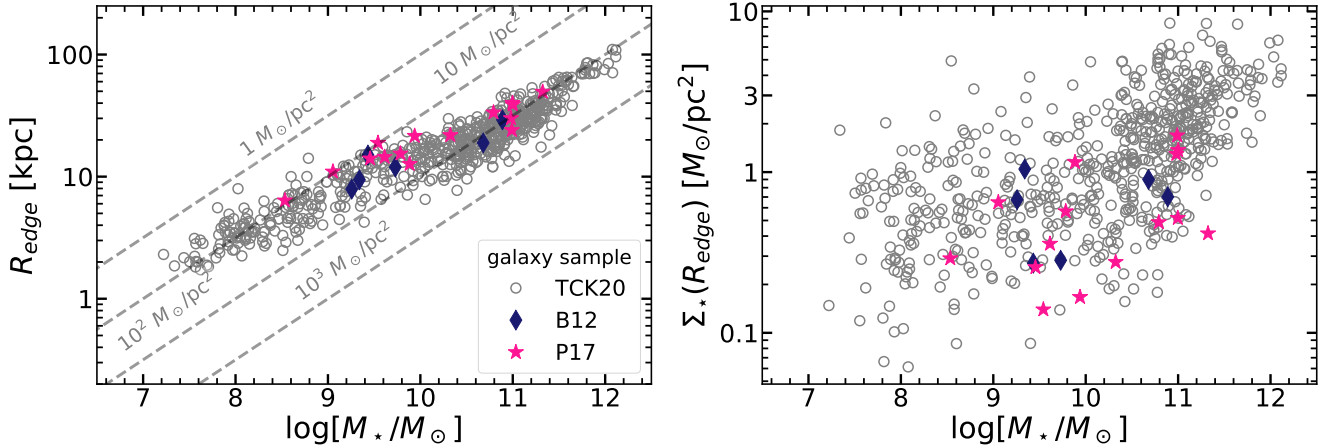 100
10
1
R_edge [kpc]
1 M_⊙/pc²
10 M_⊙/pc²
10² M_⊙/pc²
10³ M_⊙/pc²
galaxy sample
TCK20
B12
P17
7 8 9 10 11 12
log[M_⋆/M_⊙]
10
3
1
0.3
0.1
Σ_⋆(R_edge) [M_⊙/pc²]
7 8 9 10 11 12
log[M_⋆/M_⊙]